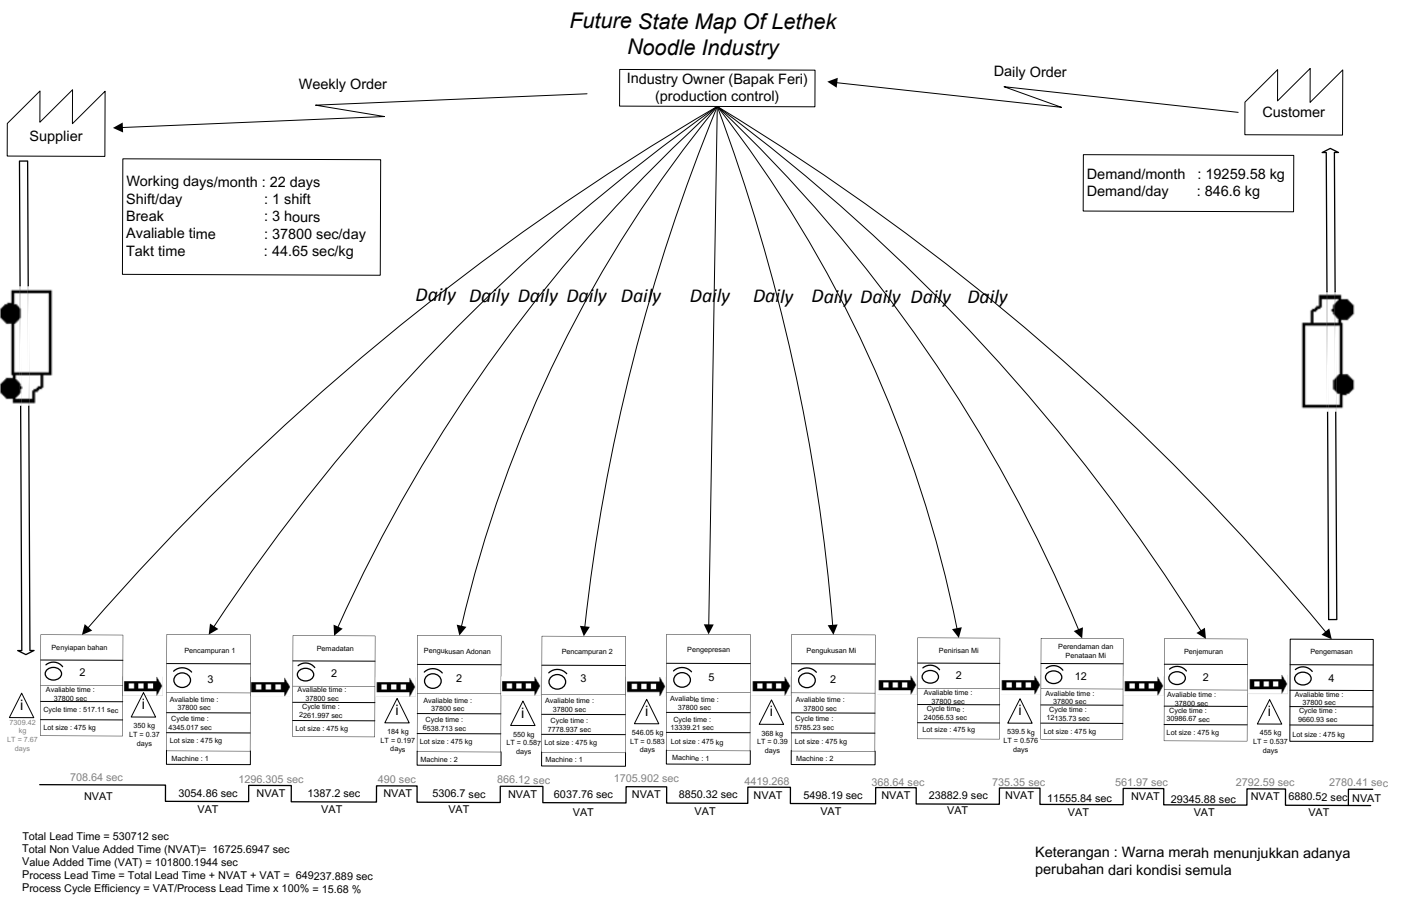 Future State Map Of Lethek
Noodle Industry
Weekly Order
Industry Owner (Bapak Feri)
(production control)
Daily Order
Supplier
Customer
Working days/month : 22 days
Shift/day : 1 shift
Break : 3 hours
Avaliable time : 37800 sec/day
Takt time : 44.65 sec/kg
Demand/month : 19259.58 kg
Demand/day : 846.6 kg
Daily Daily Daily Daily Daily Daily Daily Daily Daily Daily Daily
i
7309.42
kg
LT = 7.67
days
Penyiapan bahan
2
Avaliable time :
37800 sec
Cycle time : 517.11 sec
Lot size : 475 kg
i
350 kg
LT = 0.37
days
Pencampuran 1
3
Avaliable time :
37800 sec
Cycle time :
4345.017 sec
Lot size : 475 kg
Machine : 1
Pemadatan
2
Avaliable time :
37800 sec
Cycle time :
2261.997 sec
Lot size : 475 kg
i
184 kg
LT = 0.197
days
Pengukusan Adonan
2
Avaliable time :
37800 sec
Cycle time :
6538.713 sec
Lot size : 475 kg
Machine : 2
i
550 kg
LT = 0.587
days
Pencampuran 2
3
Avaliable time :
37800 sec
Cycle time :
7778.937 sec
Lot size : 475 kg
Machine : 1
i
546.05 kg
LT = 0.583
days
Pengepresan
5
Avaliable time :
37800 sec
Cycle time :
13339.21 sec
Lot size : 475 kg
Machine : 1
i
368 kg
LT = 0.39
days
Pengukusan Mi
2
Avaliable time :
37800 sec
Cycle time :
5785.23 sec
Lot size : 475 kg
Machine : 2
Penirisan Mi
2
Avaliable time :
37800 sec
Cycle time :
24056.53 sec
Lot size : 475 kg
i
539.5 kg
LT = 0.576
days
Perendaman dan
Penataan Mi
12
Avaliable time :
37800 sec
Cycle time :
12135.73 sec
Lot size : 475 kg
Penjemuran
2
Avaliable time :
37800 sec
Cycle time :
30986.67 sec
Lot size : 475 kg
i
455 kg
LT = 0.537
days
Pengemasan
4
Avaliable time :
37800 sec
Cycle time :
9660.93 sec
Lot size : 475 kg
708.64 sec 1296.305 sec 490 sec 866.12 sec 1705.902 sec 4419.268 368.64 sec 735.35 sec 561.97 sec 2792.59 sec 2780.41 sec
NVAT NVAT NVAT NVAT NVAT NVAT NVAT NVAT NVAT NVAT NVAT
3054.86 sec 1387.2 sec 5306.7 sec 6037.76 sec 8850.32 sec 5498.19 sec 23882.9 sec 11555.84 sec 29345.88 sec 6880.52 sec
VAT VAT VAT VAT VAT VAT VAT VAT VAT VAT
Total Lead Time = 530712 sec
Total Non Value Added Time (NVAT)= 16725.6947 sec
Value Added Time (VAT) = 101800.1944 sec
Process Lead Time = Total Lead Time + NVAT + VAT = 649237.889 sec
Process Cycle Efficiency = VAT/Process Lead Time x 100% = 15.68 %
Keterangan : Warna merah menunjukkan adanya
perubahan dari kondisi semula